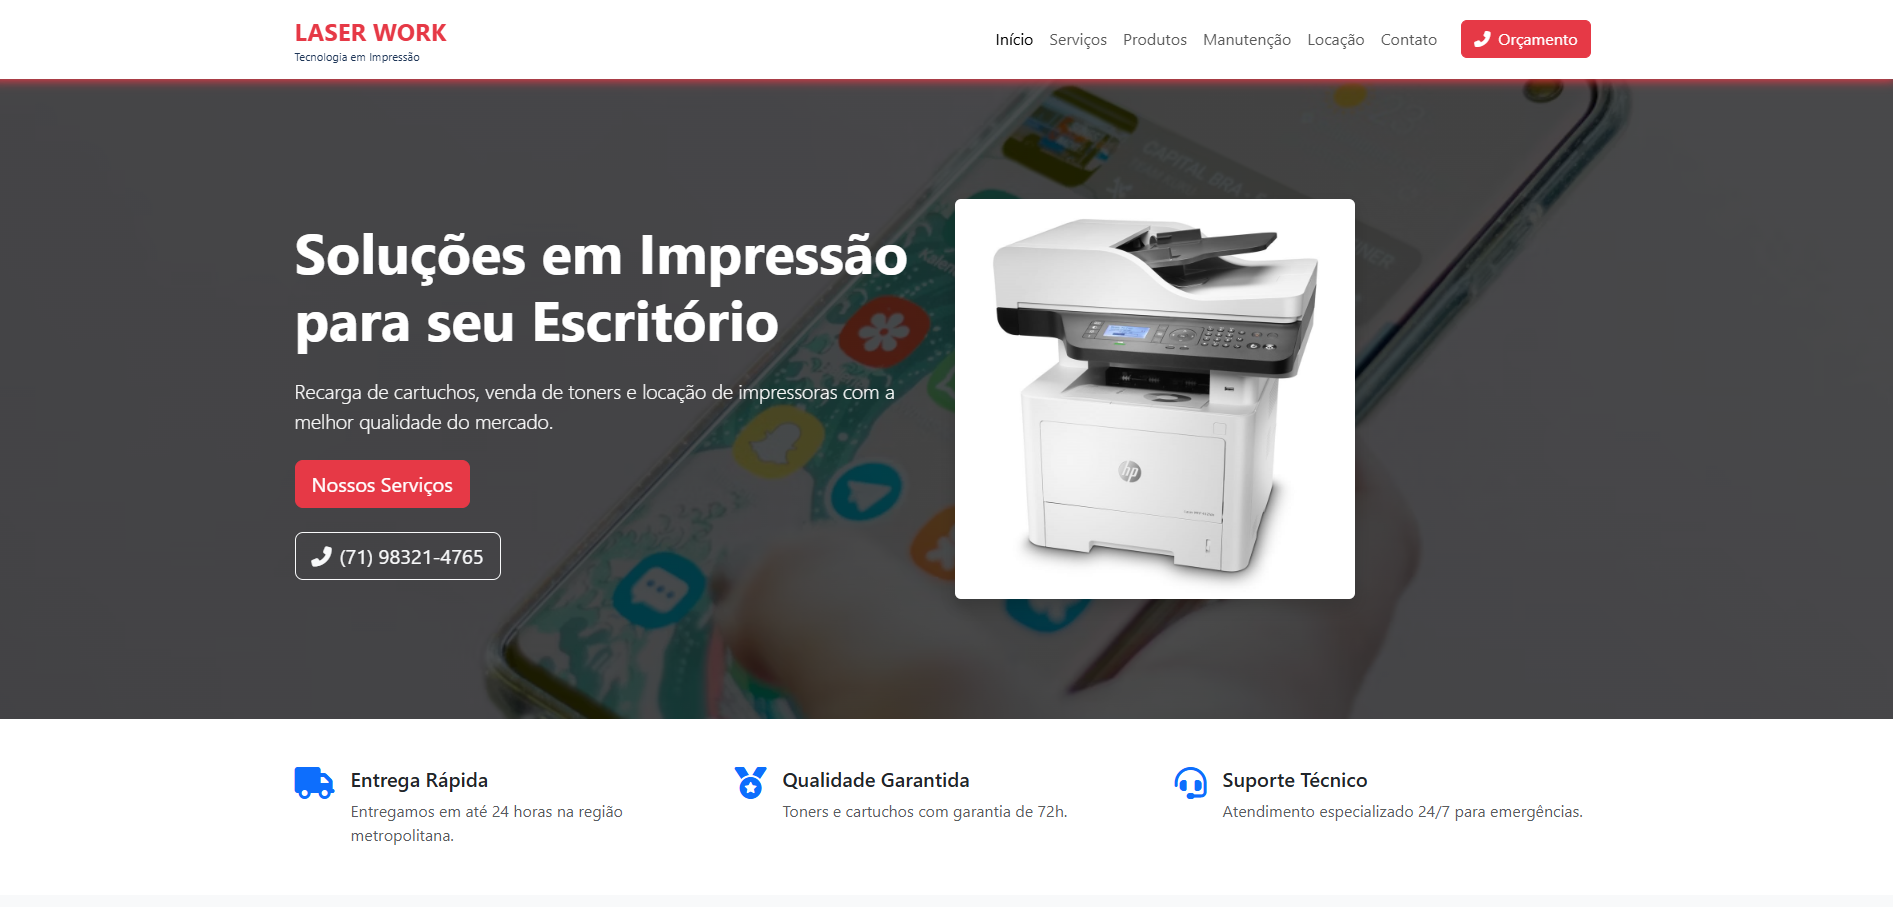 LASER WORK
Tecnologia em Impressão
Início Serviços Produtos Manutenção Locação Contato Orçamento
CAPITAL BRA
Soluções em Impressão
para seu Escritório
Recarga de cartuchos, venda de toners e locação de impressoras com a
melhor qualidade do mercado.
Nossos Serviços
(71) 98321-4765
hp
Entrega Rápida
Entregamos em até 24 horas na região
metropolitana.
Qualidade Garantida
Toners e cartuchos com garantia de 72h.
Suporte Técnico
Atendimento especializado 24/7 para emergências.